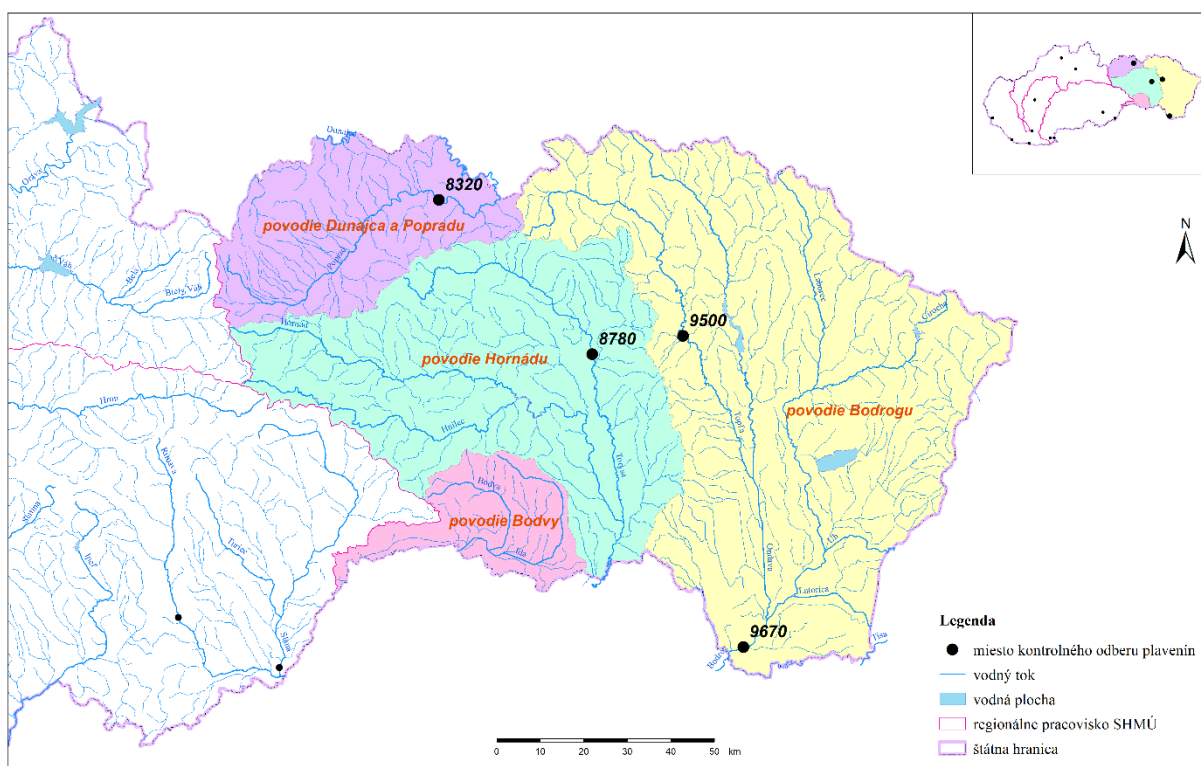 N
Dunajec
Orava
8320
povodie Dunajca a Popradu
Poprad
Váh
Belá
Biely Váh
Laborec
Cirocha
Hornád
9500
8780
povodie Hornádu
Hron
povodie Bodrogu
Hnilec
Topľa
Torysa
Rimava
Bodva
povodie Bodvy
Ida
Turiec
Ipeľ
Ondava
Uh
Latorica
Slaná
9670
Tisa
Bodrog
Legenda
miesto kontrolného odberu plavenín
vodný tok
vodná plocha
regionálne pracovisko SHMÚ
štátna hranica
0 10 20 30 40 50 km